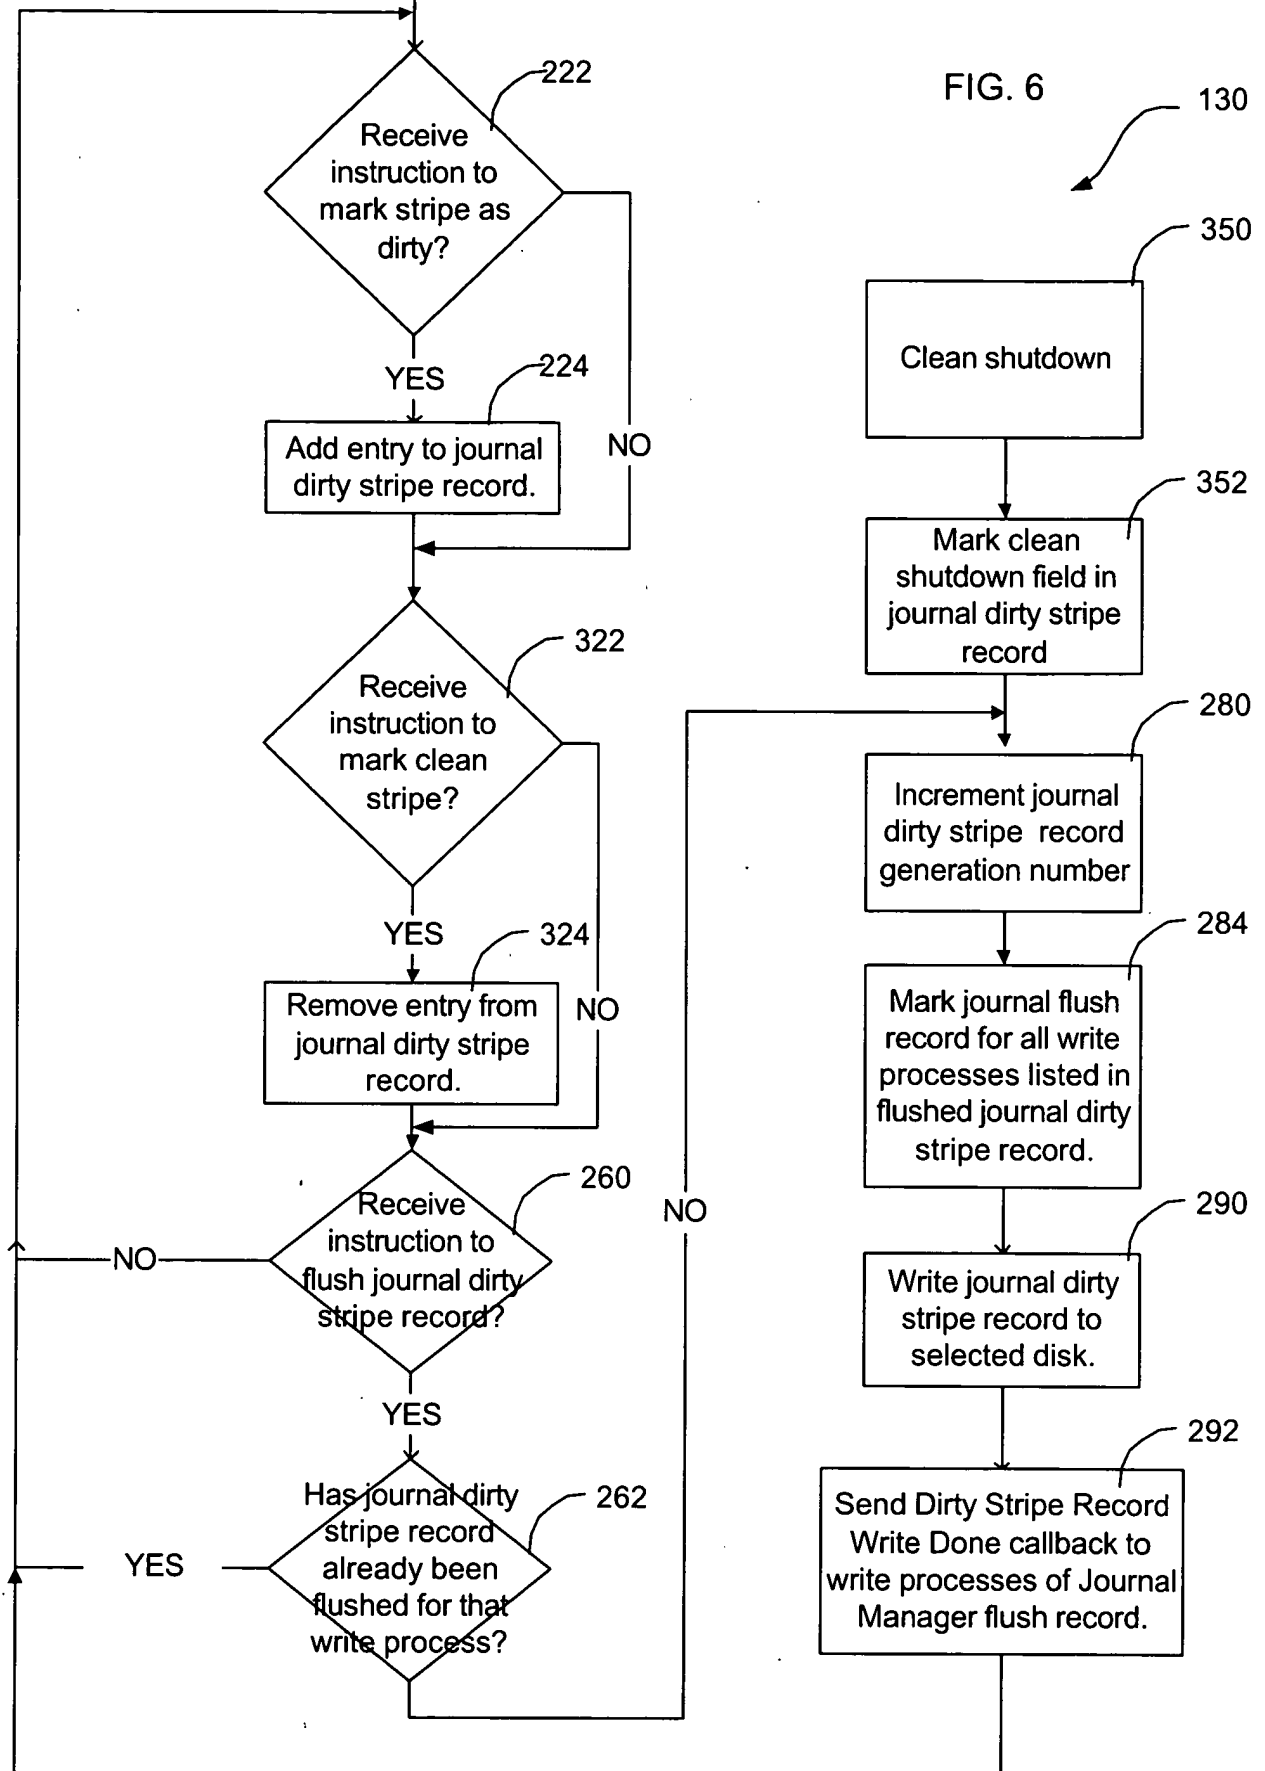 222
Receive
instruction to
mark stripe as
dirty?
YES
224
Add entry to journal
dirty stripe record.
NO
322
Receive
instruction to
mark clean
stripe?
YES
324
Remove entry from
journal dirty stripe
record.
NO
260
Receive
instruction to
flush journal dirty
stripe record?
NO
YES
262
Has journal dirty
stripe record
already been
flushed for that
write process?
YES
NO
FIG. 6
130
350
Clean shutdown
352
Mark clean
shutdown field in
journal dirty stripe
record
280
Increment journal
dirty stripe record
generation number
284
Mark journal flush
record for all write
processes listed in
flushed journal dirty
stripe record.
290
Write journal dirty
stripe record to
selected disk.
292
Send Dirty Stripe Record
Write Done callback to
write processes of Journal
Manager flush record.